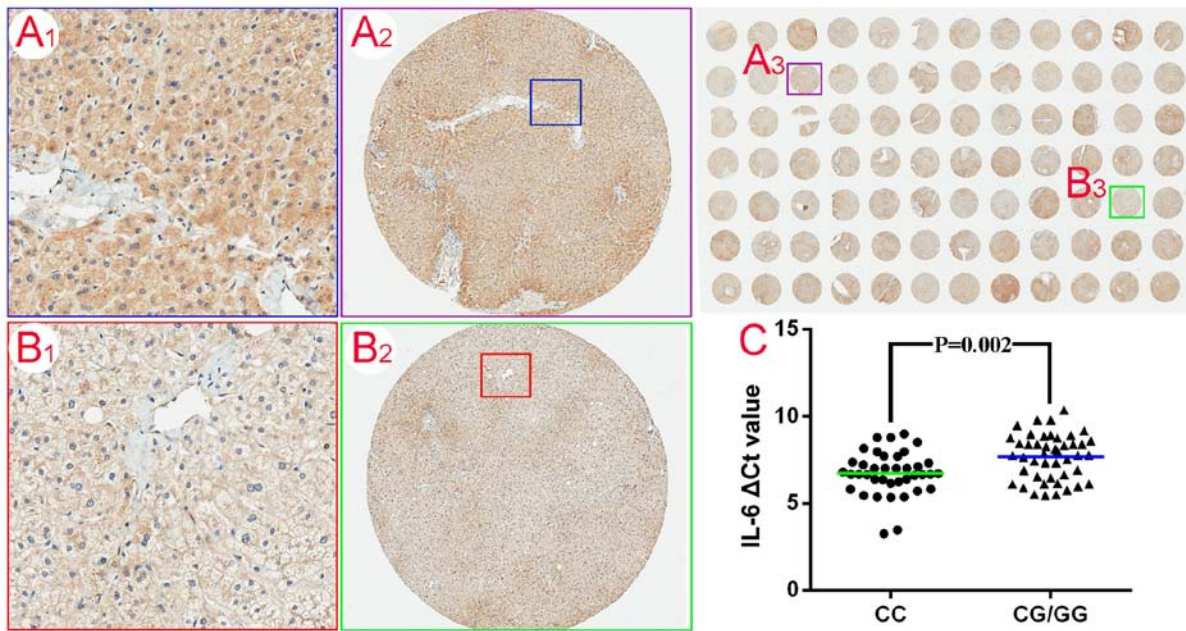 A1
A2
A3
B3
B1
B2
C
15
P=0.002
10
5
0
IL-6 ΔCt value
CC
CG/GG